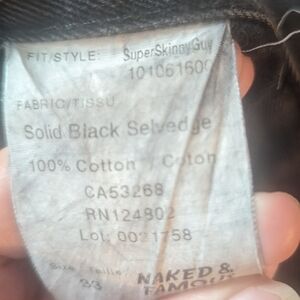 FIT/STYLE: SuperSkinnyGuy
101061609
FABRIC/TISSU
Solid Black Selvedge
100% Cotton Coton
CA53268
RN124802
Lot: 0021758
Size Taille
33
NAKED &
FAMOUS